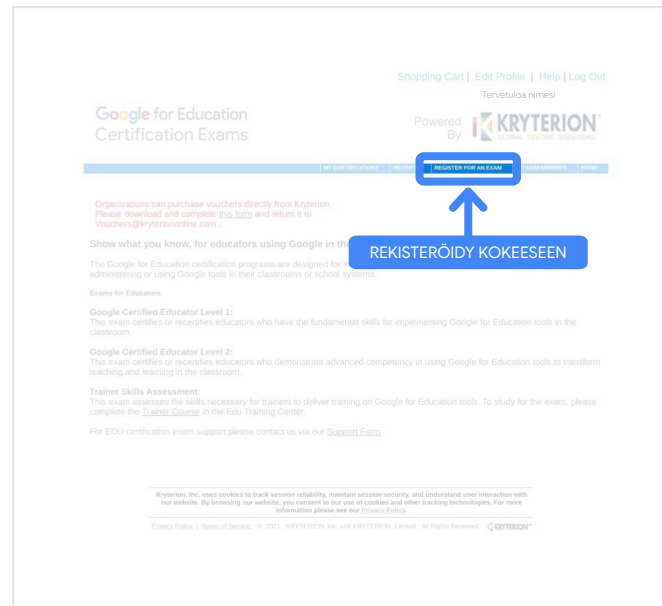 Shopping Cart | Edit Profile | Help | Log Out
Tervetuloa nimesi
Google for Education
Certification Exams
Powered
By
KRYTERION™
GLOBAL TESTING SOLUTIONS
MY CERTIFICATIONS | RECEIPTS | REGISTER FOR AN EXAM | ASSESSMENTS | HOME
Organizations can purchase vouchers directly from Kryterion.
Please download and complete this form and return it to
Vouchers@kryteriononline.com .
Show what you know, for educators using Google in the
REKISTERÖIDY KOKEESEEN
The Google for Education certification programs are designed for
administering or using Google tools in their classrooms or school systems.
Exams for Educators
Google Certified Educator Level 1:
This exam certifies or recertifies educators who have the fundamental skills for implementing Google for Education tools in the
classroom.
Google Certified Educator Level 2:
This exam certifies or recertifies educators who demonstrate advanced competency in using Google for Education tools to transform
teaching and learning in the classroom.
Trainer Skills Assessment:
This exam assesses the skills necessary for trainers to deliver training on Google for Education tools. To study for the exam, please
complete the Trainer Course in the Edu Training Center.
For EDU certification exam support please contact us via our Support Form
Kryterion, Inc. uses cookies to track session reliability, maintain session security, and understand user interaction with
our website. By browsing our website, you consent to our use of cookies and other tracking technologies. For more
information please see our Privacy Policy.
Privacy Policy | Terms of Service © 2021 . KRYTERION, Inc. and KRYTERION, Limited - All Rights Reserved. KRYTERION™